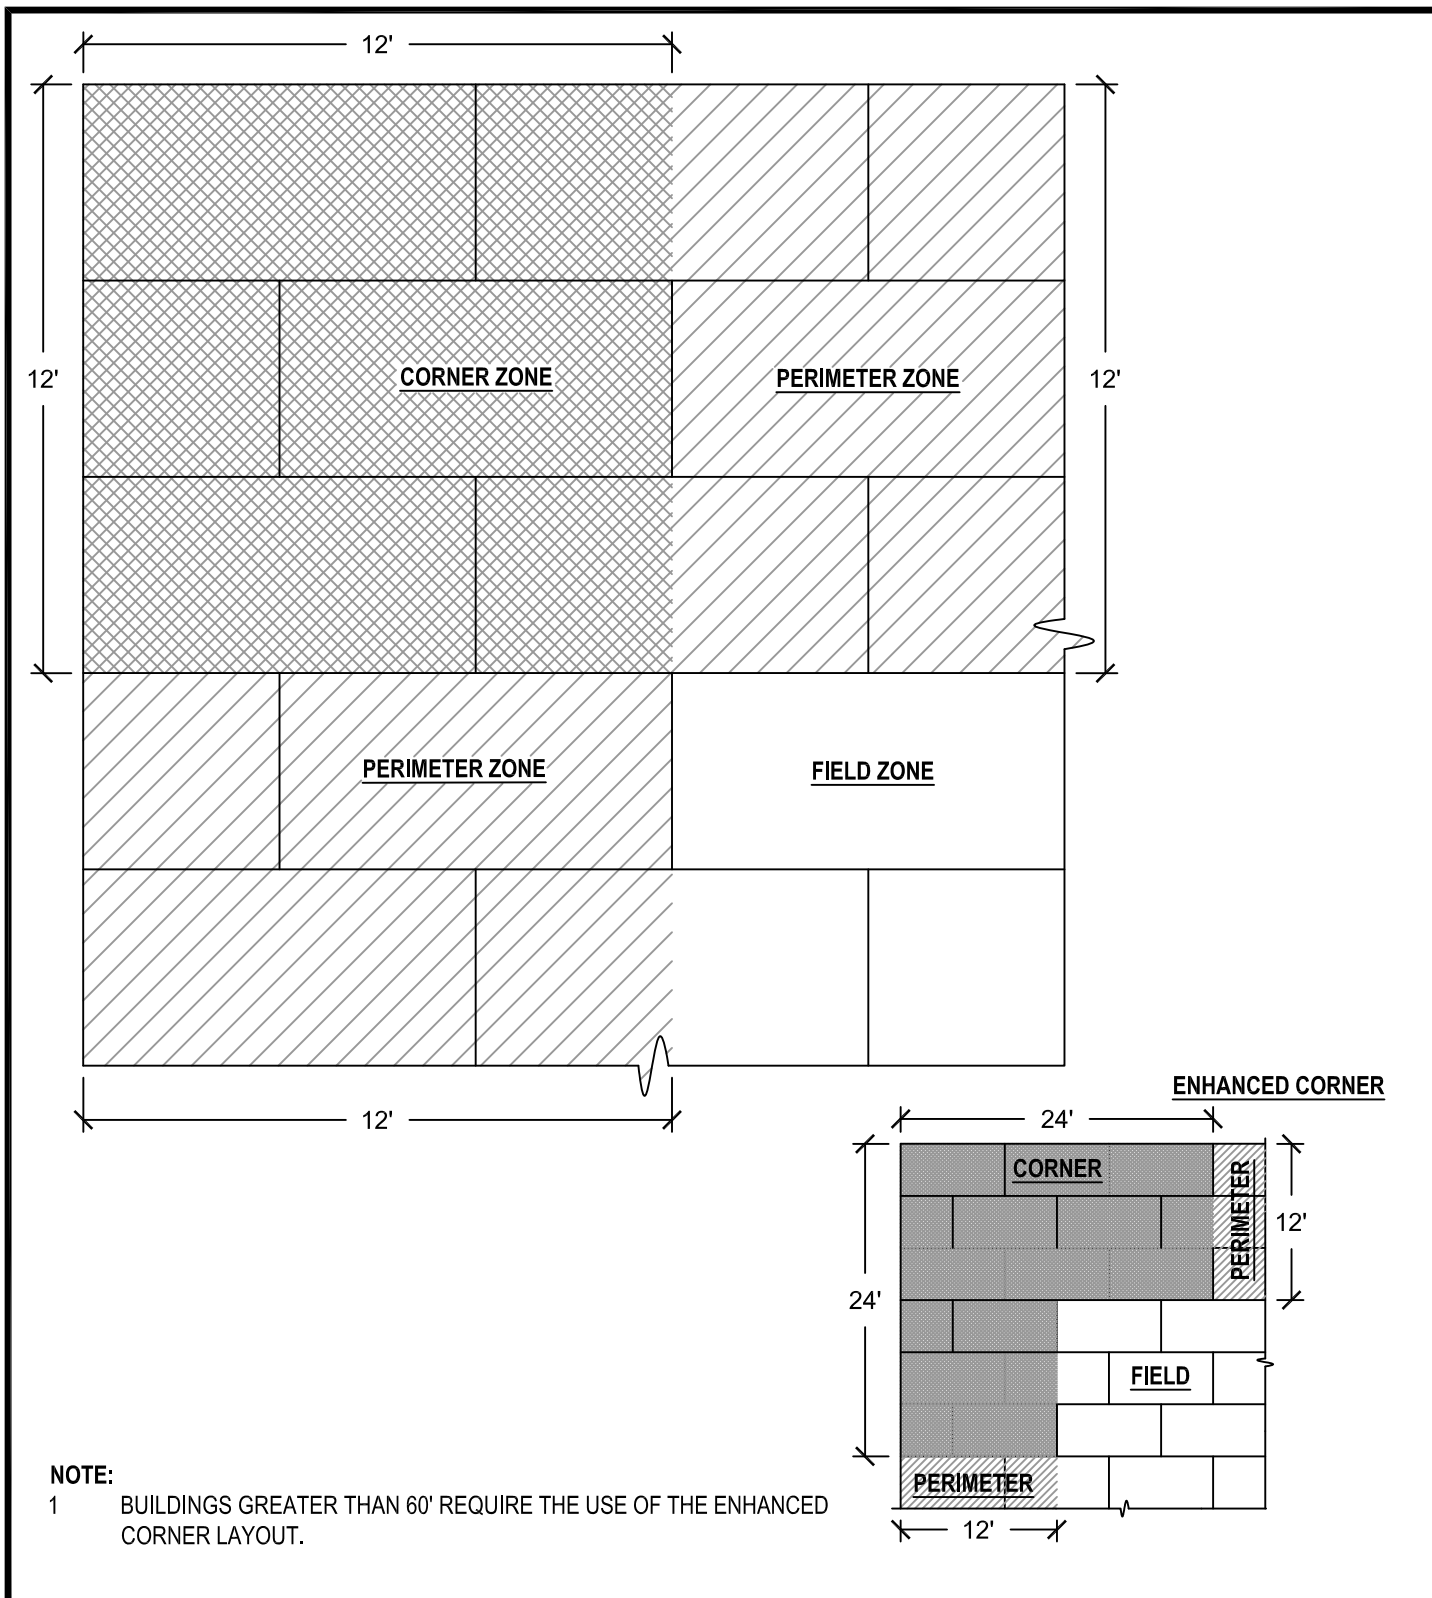 12'
12'
12'
CORNER ZONE
PERIMETER ZONE
PERIMETER ZONE
FIELD ZONE
12'
ENHANCED CORNER
24'
CORNER
PERIMETER
12'
24'
FIELD
PERIMETER
12'
NOTE:
1 BUILDINGS GREATER THAN 60' REQUIRE THE USE OF THE ENHANCED
CORNER LAYOUT.